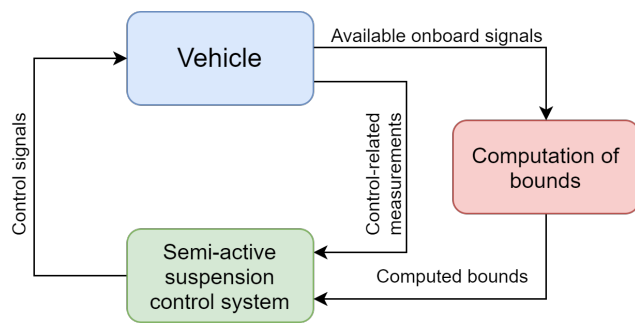 Available onboard signals
Vehicle
Control signals
Control-related
measurements
Computation of
bounds
Semi-active
suspension
control system
Computed bounds